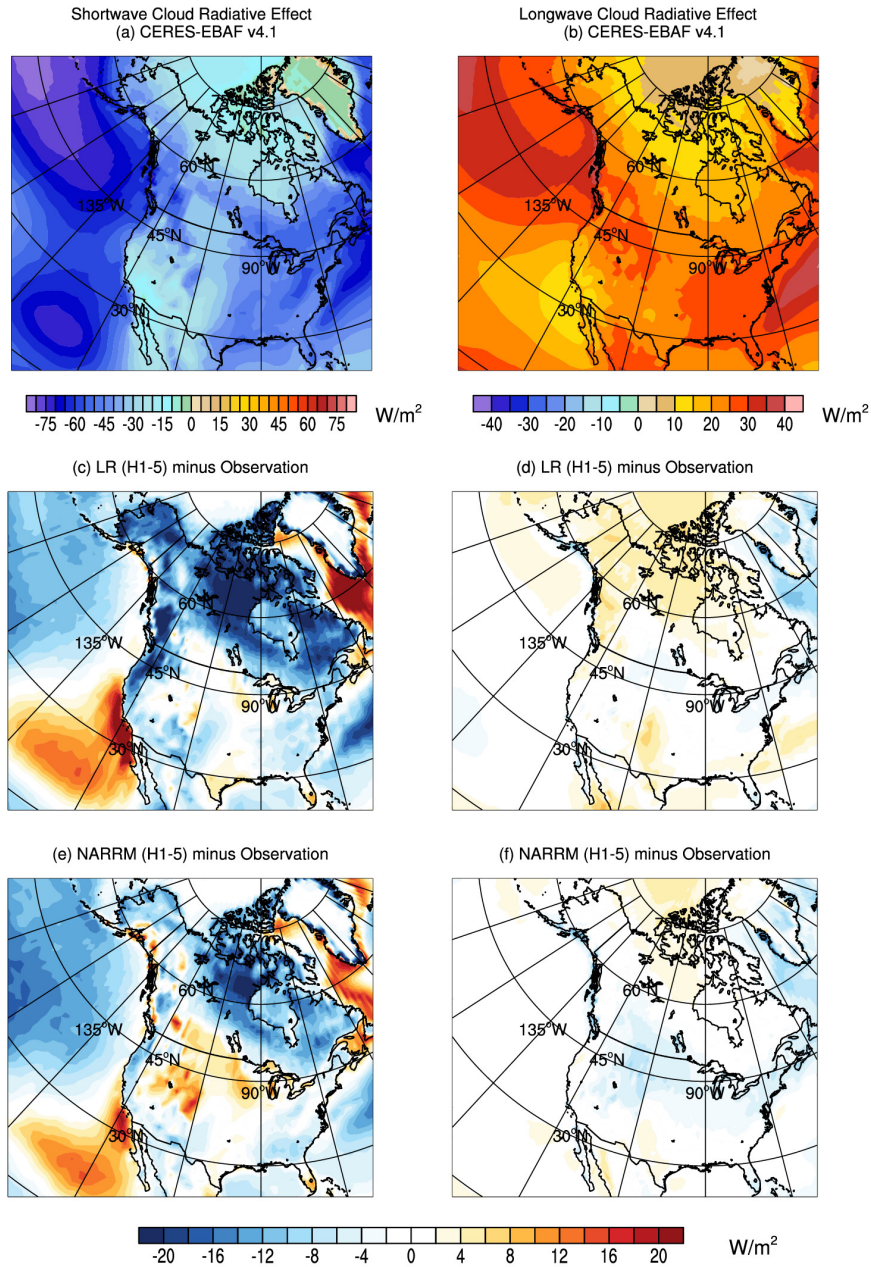 Shortwave Cloud Radiative Effect
(a) CERES-EBAF v4.1
60°N
135°W
45°N
90°W
30°N
-75 -60 -45 -30 -15 0 15 30 45 60 75 W/m²
Longwave Cloud Radiative Effect
(b) CERES-EBAF v4.1
60°N
135°W
45°N
90°W
30°N
-40 -30 -20 -10 0 10 20 30 40 W/m²
(c) LR (H1-5) minus Observation
60°N
135°W
45°N
90°W
30°N
(d) LR (H1-5) minus Observation
60°N
135°W
45°N
90°W
30°N
(e) NARRM (H1-5) minus Observation
60°N
135°W
45°N
90°W
30°N
(f) NARRM (H1-5) minus Observation
60°N
135°W
45°N
90°W
30°N
-20 -16 -12 -8 -4 0 4 8 12 16 20 W/m²